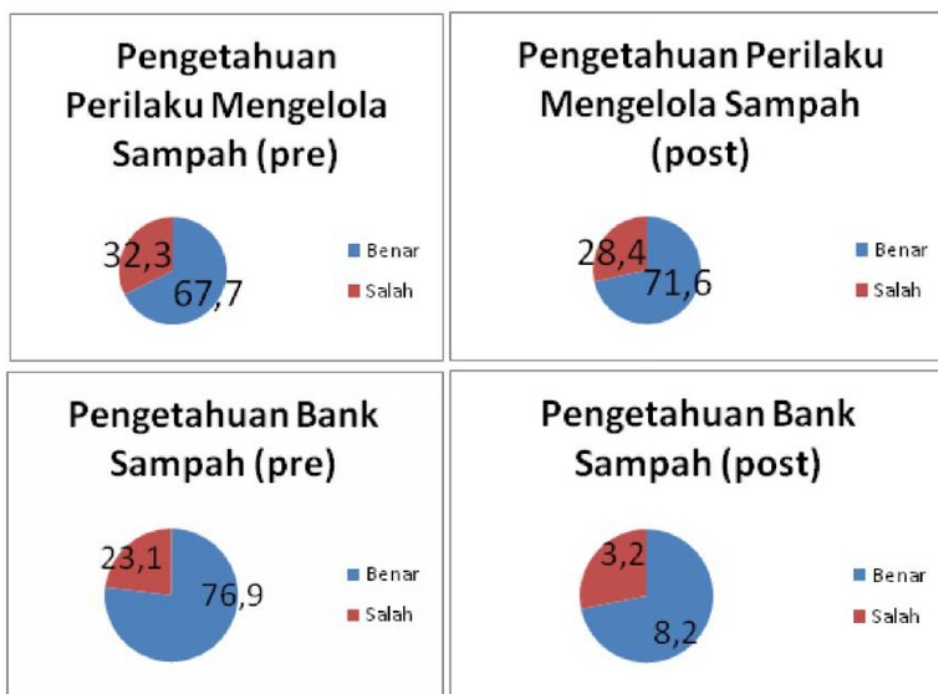 Pengetahuan
Perilaku Mengelola
Sampah (pre)
32,3
67,7
Benar
Salah
Pengetahuan Perilaku
Mengelola Sampah
(post)
28,4
71,6
Benar
Salah
Pengetahuan Bank
Sampah (pre)
23,1
76,9
Benar
Salah
Pengetahuan Bank
Sampah (post)
3,2
8,2
Benar
Salah